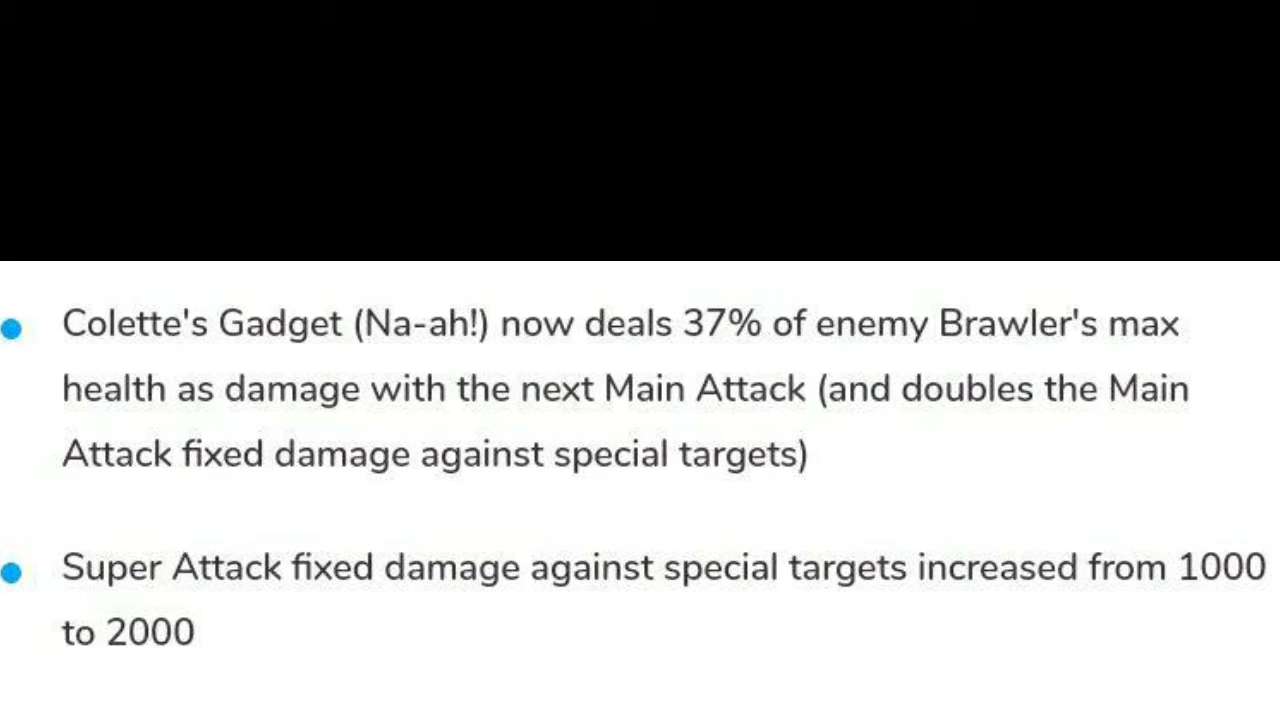 Colette's Gadget (Na-ah!) now deals 37% of enemy Brawler's max
health as damage with the next Main Attack (and doubles the Main
Attack fixed damage against special targets)
Super Attack fixed damage against special targets increased from 1000
to 2000